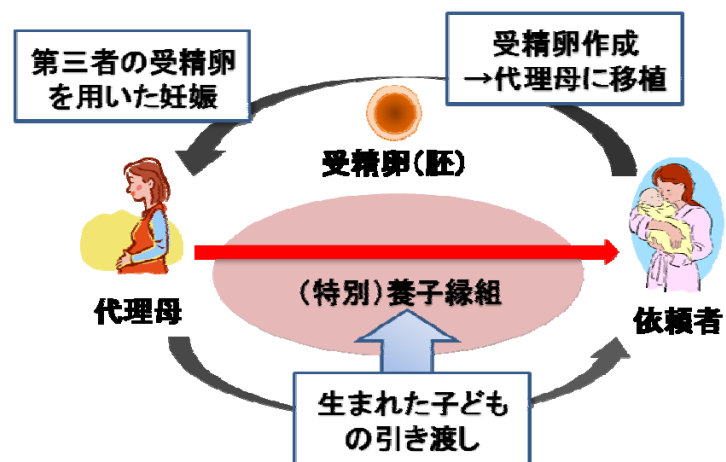 第三者の受精卵
を用いた妊娠
受精卵作成
→代理母に移植
受精卵(胚)
代理母
(特別)養子縁組
依頼者
生まれた子ども
の引き渡し